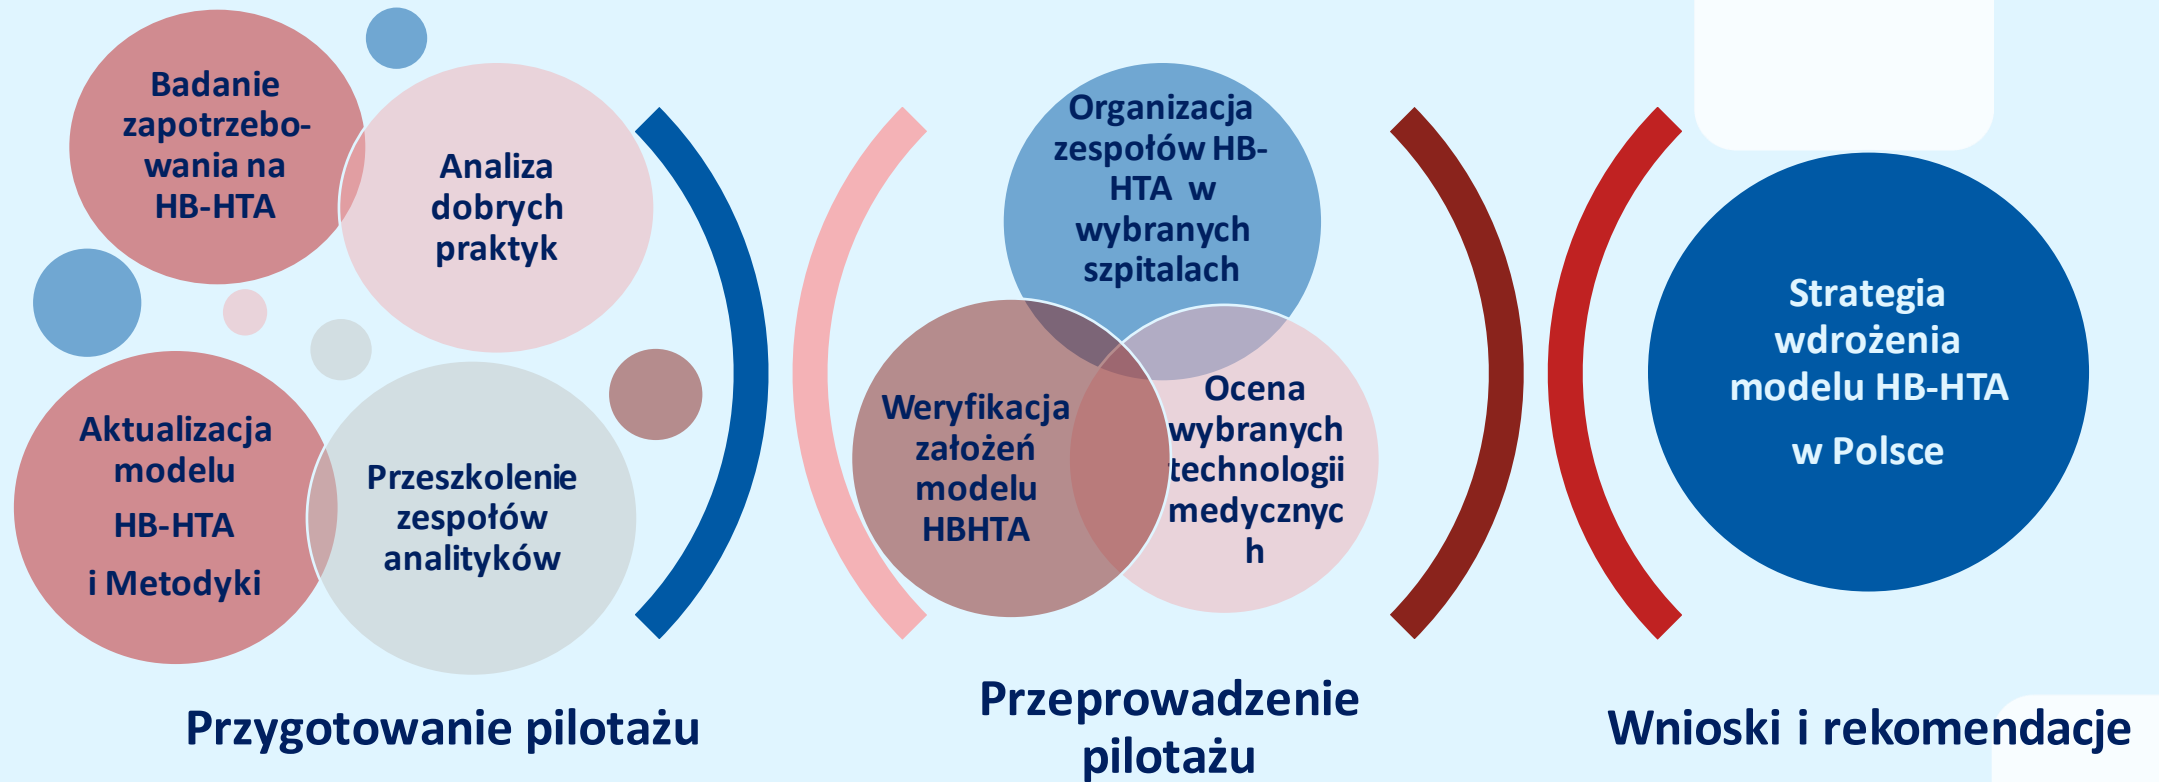 Badanie
zapotrzebo-
wania na
HB-HTA
Analiza
dobrych
praktyk
Aktualizacja
modelu
HB-HTA
i Metodyki
Przeszkolenie
zespołów
analityków
Przygotowanie pilotażu
Organizacja
zespołów HB-
HTA w
wybranych
szpitalach
Weryfikacja
założeń
modelu
HBHTA
Ocena
wybranych
technologii
medycznyc
h
Przeprowadzenie
pilotażu
Strategia
wdrożenia
modelu HB-HTA
w Polsce
Wnioski i rekomendacje